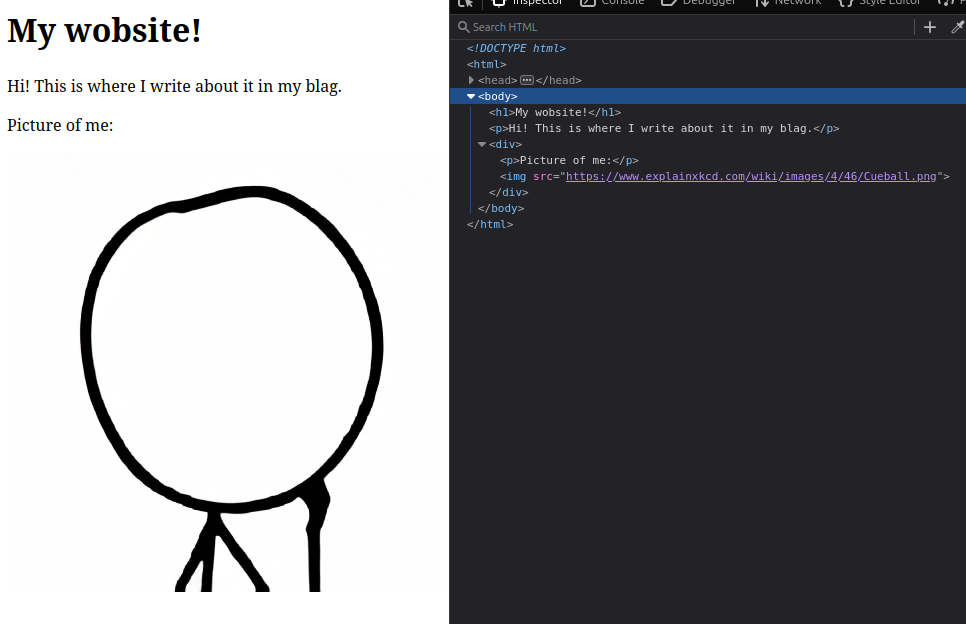 My wobsite!
Hi! This is where I write about it in my blag.
Picture of me:
Inspector Console Debugger Network Style Editor
Search HTML
<!DOCTYPE html>
<html>
<head> </head>
<body>
<h1>My wobsite!</h1>
<p>Hi! This is where I write about it in my blag.</p>
<div>
<p>Picture of me:</p>
<img src="https://www.explainxkcd.com/wiki/images/4/46/Cueball.png">
</div>
</body>
</html>